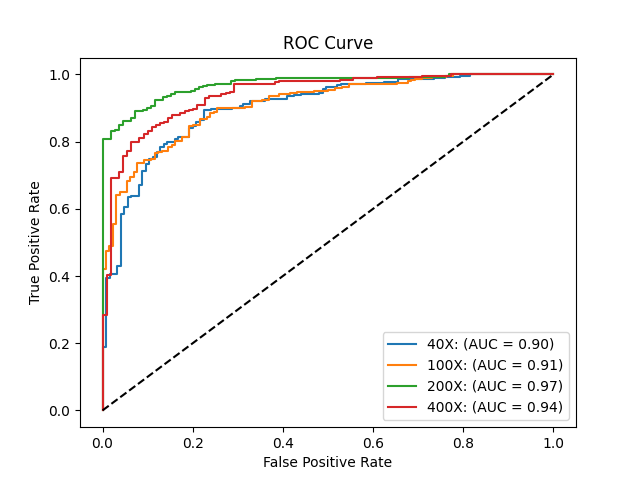 ROC Curve
True Positive Rate
1.0
0.8
0.6
0.4
0.2
0.0
0.0 0.2 0.4 0.6 0.8 1.0
False Positive Rate
40X: (AUC = 0.90)
100X: (AUC = 0.91)
200X: (AUC = 0.97)
400X: (AUC = 0.94)